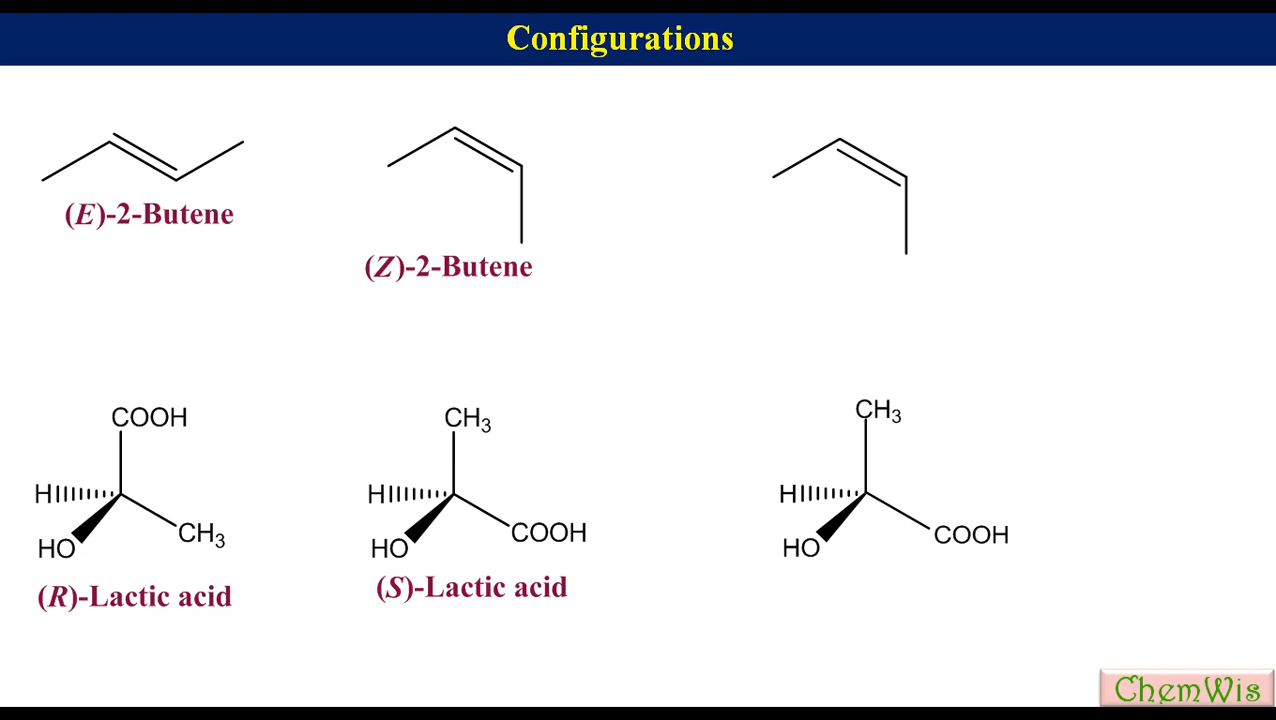 Configurations
(E)-2-Butene
(Z)-2-Butene
COOH
H
HO
CH3
(R)-Lactic acid
CH3
H
HO
COOH
(S)-Lactic acid
CH3
H
HO
COOH
ChemWis